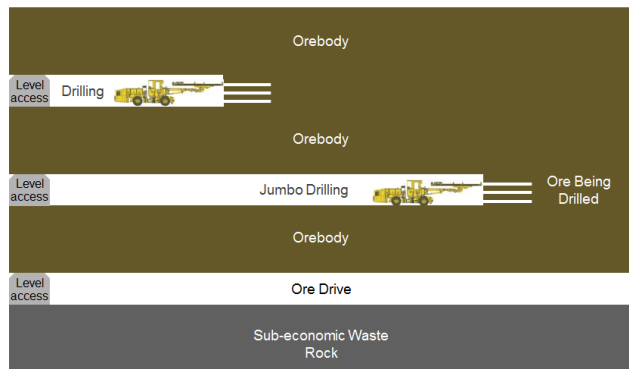 Orebody
Level
access
Drilling
Orebody
Level
access
Jumbo Drilling
Ore Being
Drilled
Orebody
Level
access
Ore Drive
Sub-economic Waste
Rock